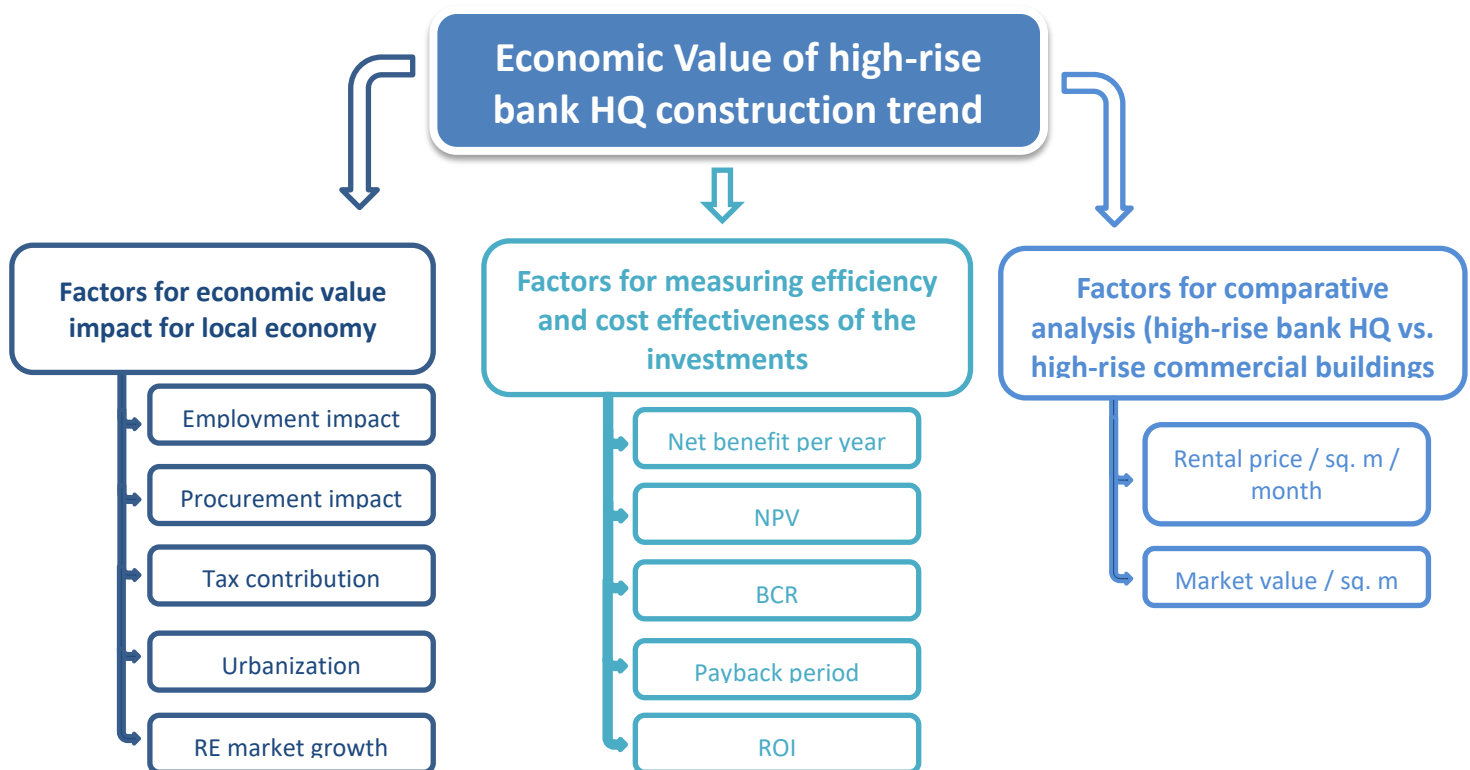 Economic Value of high-rise
bank HQ construction trend
Factors for economic value
impact for local economy
Employment impact
Procurement impact
Tax contribution
Urbanization
RE market growth
Factors for measuring efficiency
and cost effectiveness of the
investments
Net benefit per year
NPV
BCR
Payback period
ROI
Factors for comparative
analysis (high-rise bank HQ vs.
high-rise commercial buildings
Rental price / sq. m /
month
Market value / sq. m